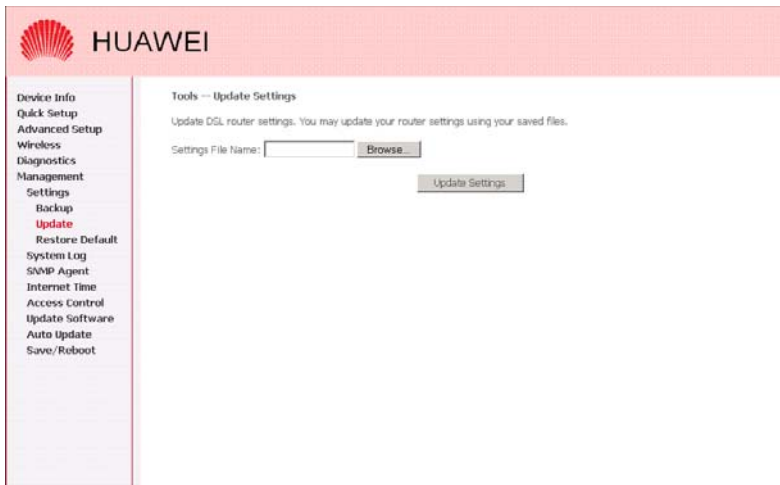 HUAWEI
Device Info
Quick Setup
Advanced Setup
Wireless
Diagnostics
Management
Settings
Backup
Update
Restore Default
System Log
SNMP Agent
Internet Time
Access Control
Update Software
Auto Update
Save/Reboot
Tools -- Update Settings
Update DSL router settings. You may update your router settings using your saved files.
Settings File Name: Browse...
Update Settings